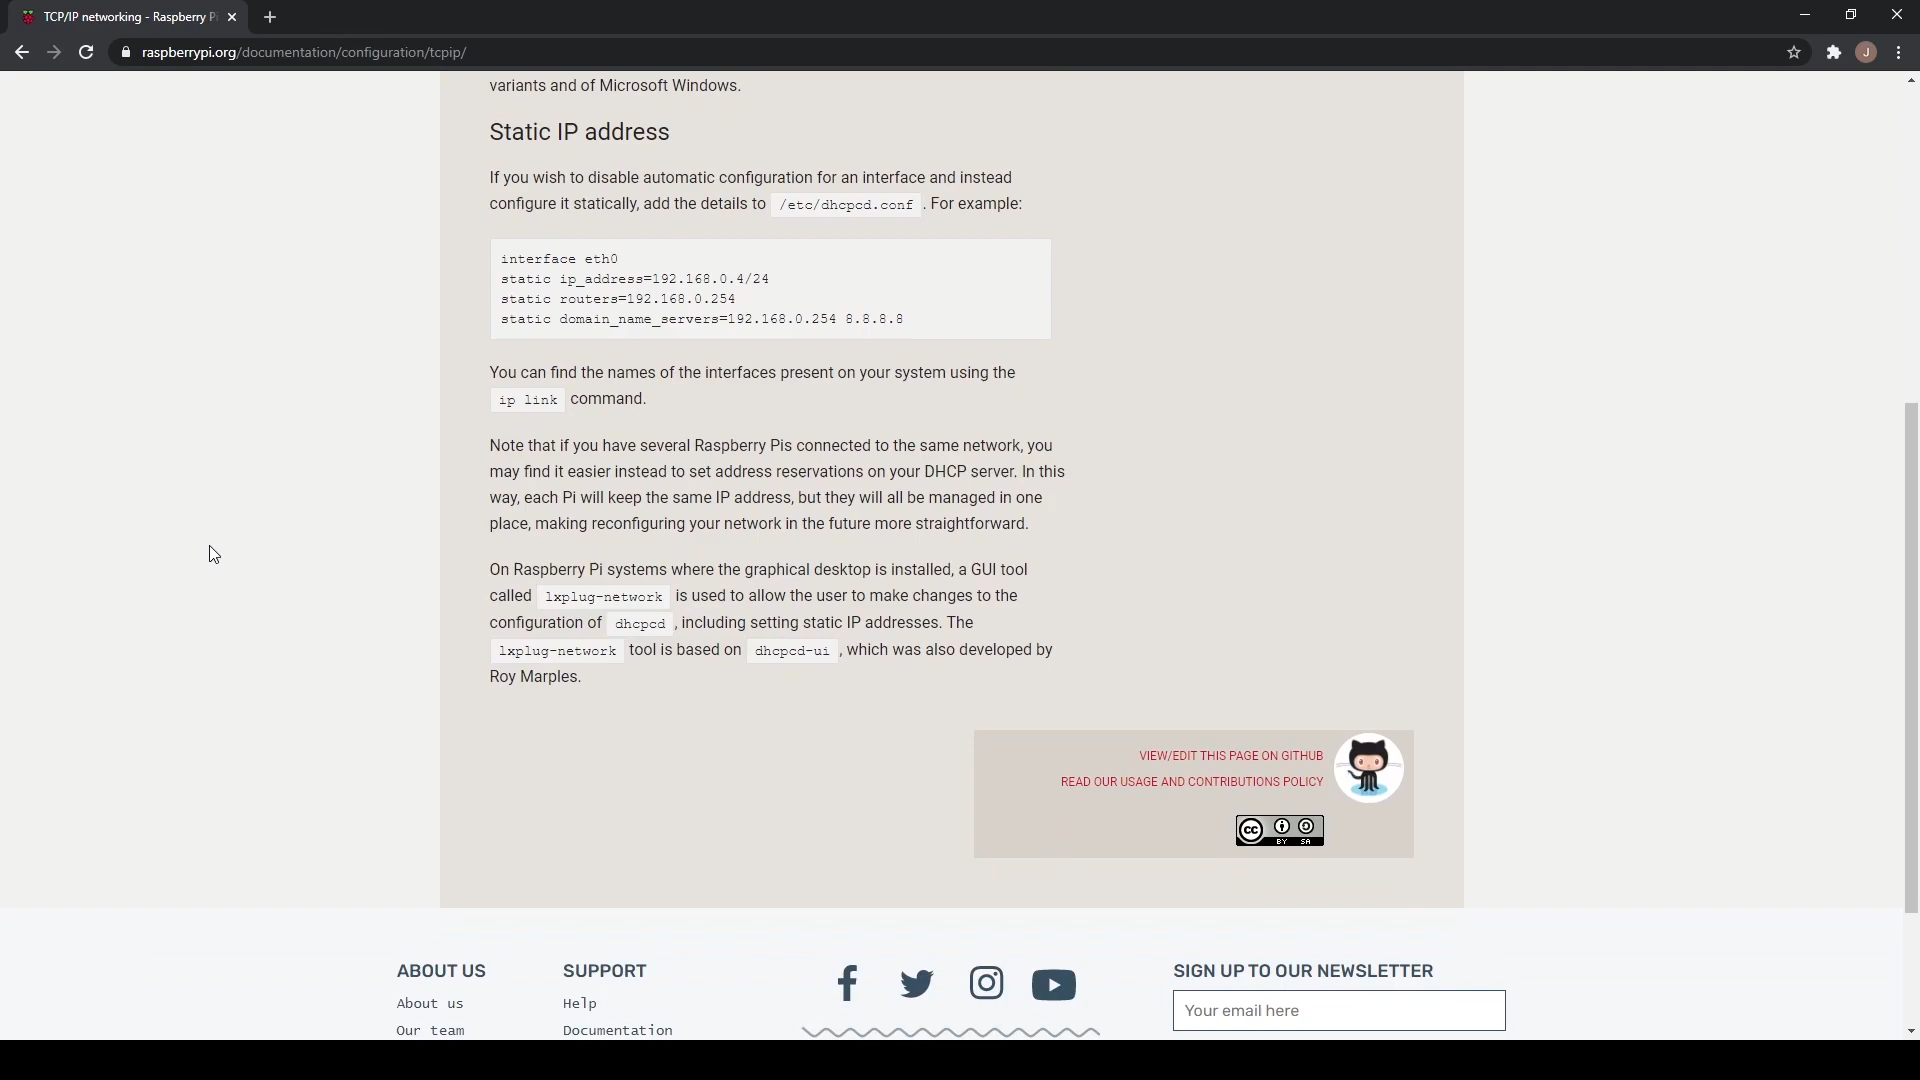 TCP/IP networking - Raspberry P
raspberrypi.org/documentation/configuration/tcpip/
J
variants and of Microsoft Windows.
Static IP address
If you wish to disable automatic configuration for an interface and instead
configure it statically, add the details to /etc/dhcpcd.conf . For example:
interface eth0
static ip_address=192.168.0.4/24
static routers=192.168.0.254
static domain_name_servers=192.168.0.254 8.8.8.8
You can find the names of the interfaces present on your system using the
ip link command.
Note that if you have several Raspberry Pis connected to the same network, you
may find it easier instead to set address reservations on your DHCP server. In this
way, each Pi will keep the same IP address, but they will all be managed in one
place, making reconfiguring your network in the future more straightforward.
On Raspberry Pi systems where the graphical desktop is installed, a GUI tool
called lxplug-network is used to allow the user to make changes to the
configuration of dhcpcd , including setting static IP addresses. The
lxplug-network tool is based on dhcpcd-ui , which was also developed by
Roy Marples.
VIEW/EDIT THIS PAGE ON GITHUB
READ OUR USAGE AND CONTRIBUTIONS POLICY
cc BY SA
ABOUT US
About us
Our team
SUPPORT
Help
Documentation
SIGN UP TO OUR NEWSLETTER
Your email here